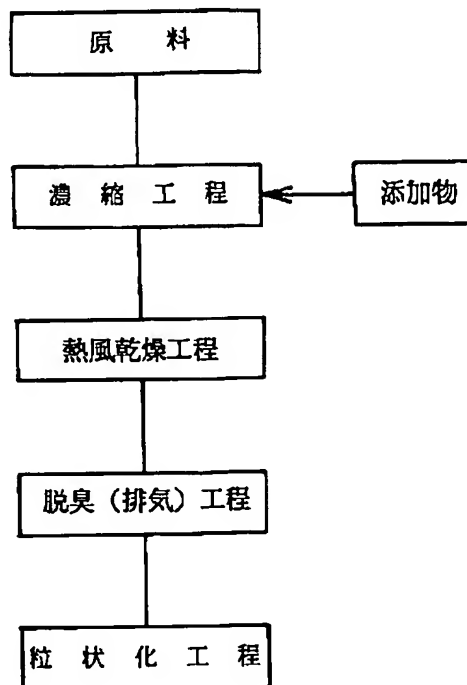 原料
濃縮工程
添加物
熱風乾燥工程
脱臭（排気）工程
粒状化工程